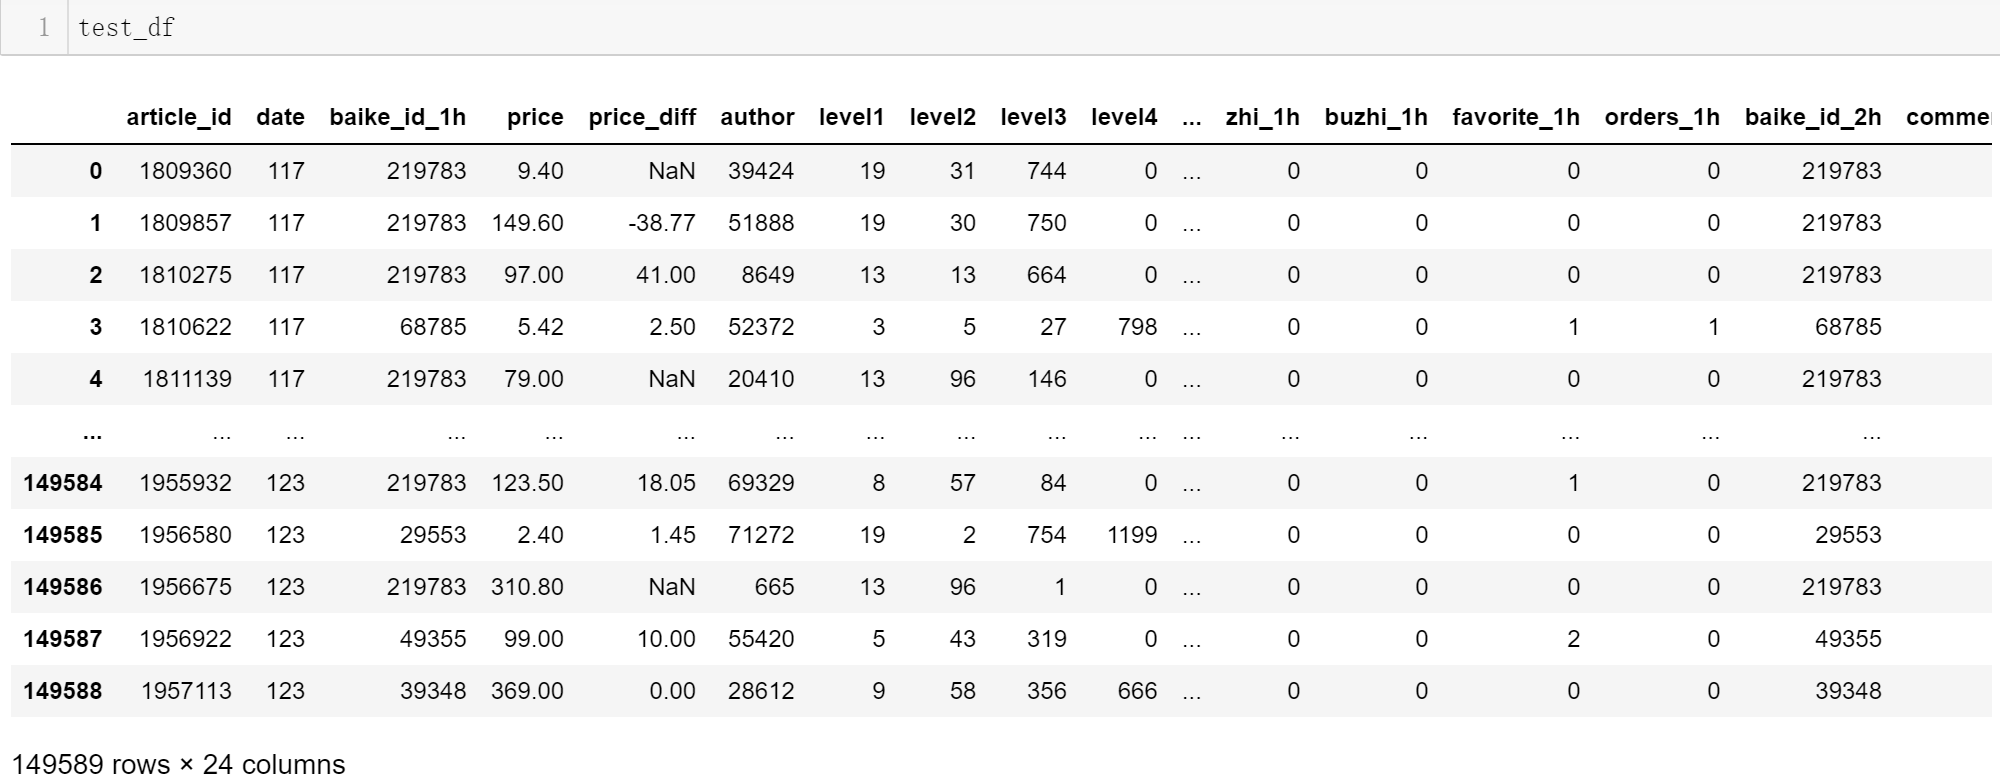 1 test_df
article_id date baike_id_1h price price_diff author level1 level2 level3 level4 ... zhi_1h buzhi_1h favorite_1h orders_1h baike_id_2h comme
0 1809360 117 219783 9.40 NaN 39424 19 31 744 0 ... 0 0 0 0 219783
1 1809857 117 219783 149.60 -38.77 51888 19 30 750 0 ... 0 0 0 0 219783
2 1810275 117 219783 97.00 41.00 8649 13 13 664 0 ... 0 0 0 0 219783
3 1810622 117 68785 5.42 2.50 52372 3 5 27 798 ... 0 0 1 1 68785
4 1811139 117 219783 79.00 NaN 20410 13 96 146 0 ... 0 0 0 0 219783
... ... ... ... ... ... ... ... ... ... ... ... ... ... ... ... ...
149584 1955932 123 219783 123.50 18.05 69329 8 57 84 0 ... 0 0 1 0 219783
149585 1956580 123 29553 2.40 1.45 71272 19 2 754 1199 ... 0 0 0 0 29553
149586 1956675 123 219783 310.80 NaN 665 13 96 1 0 ... 0 0 0 0 219783
149587 1956922 123 49355 99.00 10.00 55420 5 43 319 0 ... 0 0 2 0 49355
149588 1957113 123 39348 369.00 0.00 28612 9 58 356 666 ... 0 0 0 0 39348
149589 rows × 24 columns